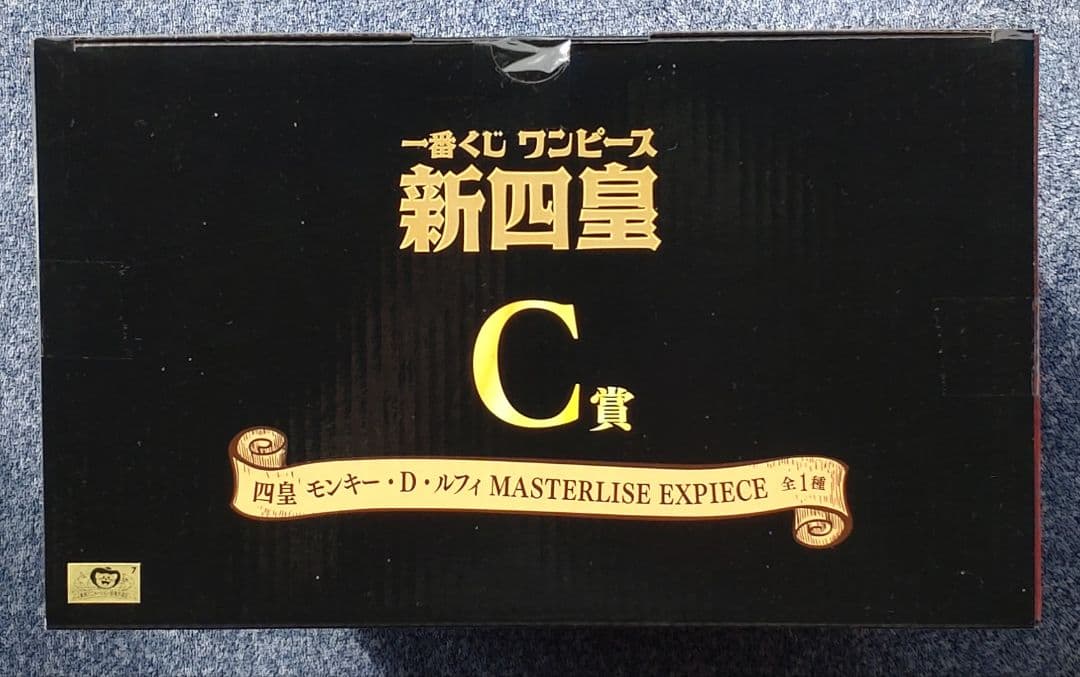 一番くじ ワンピース
新四皇
C賞
四皇 モンキー・D・ルフィ MASTERLISE EXPIECE 全1種
7